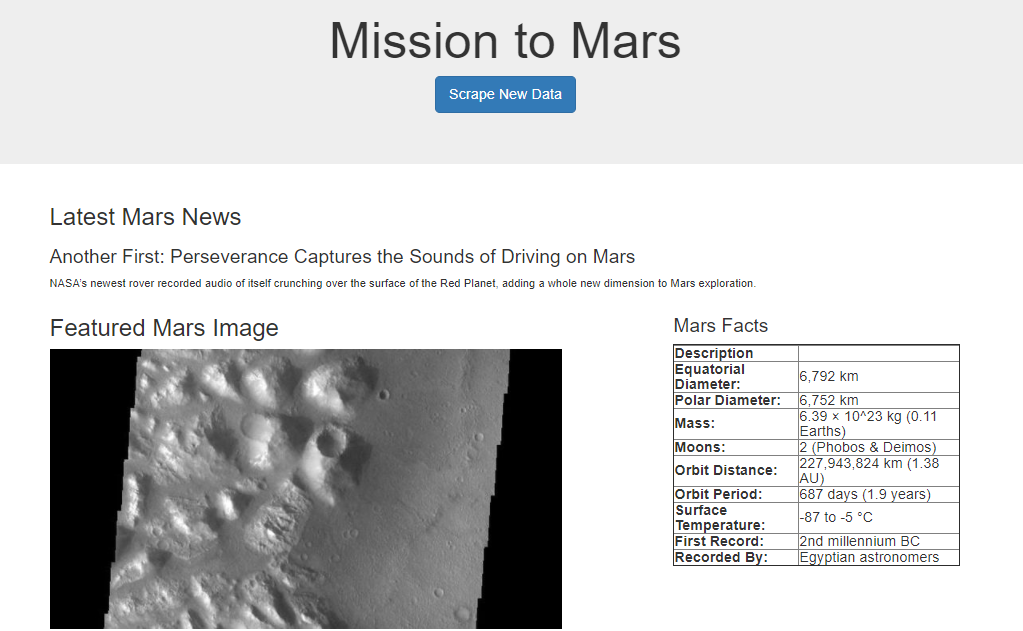 Mission to Mars
Scrape New Data
Latest Mars News
Another First: Perseverance Captures the Sounds of Driving on Mars
NASA's newest rover recorded audio of itself crunching over the surface of the Red Planet, adding a whole new dimension to Mars exploration.
Featured Mars Image
Mars Facts
Description
Equatorial
Diameter:
6,792 km
Polar Diameter: 6,752 km
Mass:
6.39 × 10^23 kg (0.11
Earths)
Moons: 2 (Phobos & Deimos)
Orbit Distance:
227,943,824 km (1.38
AU)
Orbit Period: 687 days (1.9 years)
Surface
Temperature:
-87 to -5 °C
First Record: 2nd millennium BC
Recorded By: Egyptian astronomers